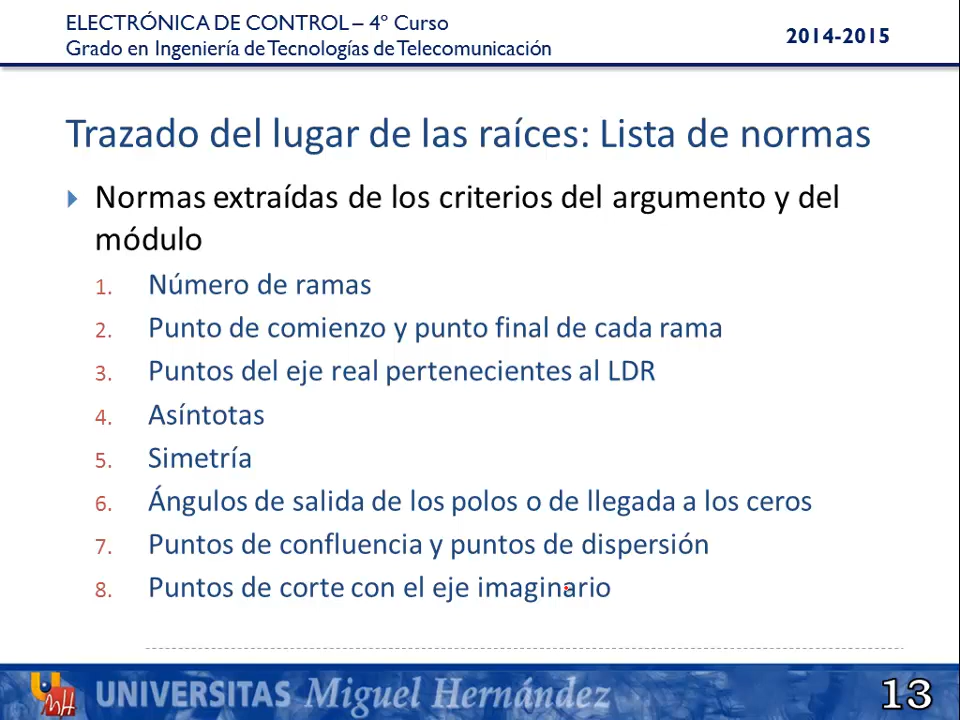 ELECTRÓNICA DE CONTROL – 4º Curso
Grado en Ingeniería de Tecnologías de Telecomunicación
2014-2015
Trazado del lugar de las raíces: Lista de normas
Normas extraídas de los criterios del argumento y del
módulo
1. Número de ramas
2. Punto de comienzo y punto final de cada rama
3. Puntos del eje real pertenecientes al LDR
4. Asíntotas
5. Simetría
6. Ángulos de salida de los polos o de llegada a los ceros
7. Puntos de confluencia y puntos de dispersión
8. Puntos de corte con el eje imaginario
UNIVERSITAS Miguel Hernández
13